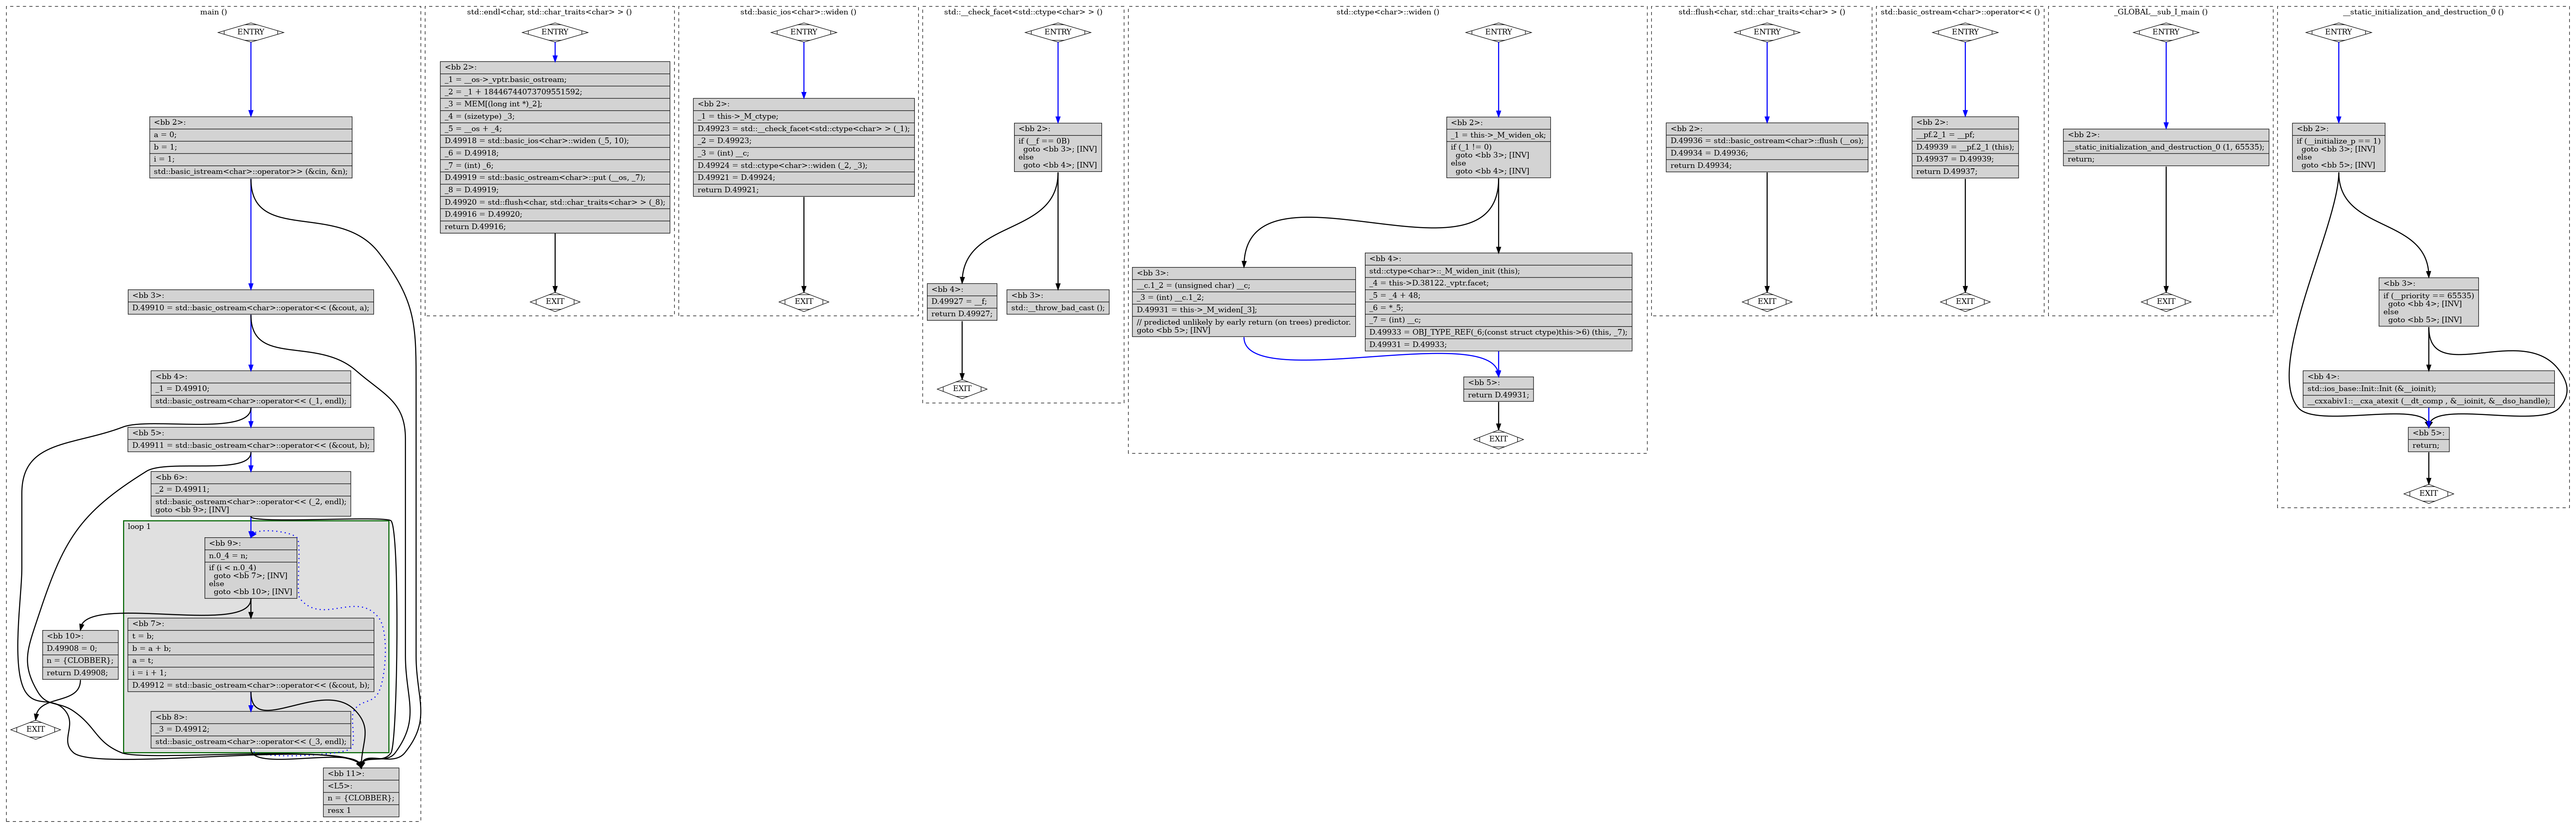 main ()
ENTRY
<bb 2>:
a = 0;
b = 1;
i = 1;
std::basic_istream<char>::operator>> (&cin, &n);
<bb 3>:
D.49910 = std::basic_ostream<char>::operator<< (&cout, a);
<bb 4>:
_1 = D.49910;
std::basic_ostream<char>::operator<< (_1, endl);
<bb 5>:
D.49911 = std::basic_ostream<char>::operator<< (&cout, b);
<bb 6>:
_2 = D.49911;
std::basic_ostream<char>::operator<< (_2, endl);
goto <bb 9>; [INV]
loop 1
<bb 9>:
n.0_4 = n;
if (i < n.0_4)
goto <bb 7>; [INV]
else
goto <bb 10>; [INV]
<bb 10>:
D.49908 = 0;
n = {CLOBBER};
return D.49908;
<bb 7>:
t = b;
b = a + b;
a = t;
i = i + 1;
D.49912 = std::basic_ostream<char>::operator<< (&cout, b);
<bb 8>:
_3 = D.49912;
std::basic_ostream<char>::operator<< (_3, endl);
EXIT
<bb 11>:
<L5>:
n = {CLOBBER};
resx 1
std::endl<char, std::char_traits<char> > ()
ENTRY
<bb 2>:
_1 = __os->_vptr.basic_ostream;
_2 = _1 + 18446744073709551592;
_3 = MEM[(long int *)_2];
_4 = (sizetype) _3;
_5 = __os + _4;
D.49918 = std::basic_ios<char>::widen (_5, 10);
_6 = D.49918;
_7 = (int) _6;
D.49919 = std::basic_ostream<char>::put (__os, _7);
_8 = D.49919;
D.49920 = std::flush<char, std::char_traits<char> > (_8);
D.49916 = D.49920;
return D.49916;
EXIT
std::basic_ios<char>::widen ()
ENTRY
<bb 2>:
_1 = this->_M_ctype;
D.49923 = std::__check_facet<std::ctype<char> > (_1);
_2 = D.49923;
_3 = (int) __c;
D.49924 = std::ctype<char>::widen (_2, _3);
D.49921 = D.49924;
return D.49921;
EXIT
std::__check_facet<std::ctype<char> > ()
ENTRY
<bb 2>:
if (__f == 0B)
goto <bb 3>; [INV]
else
goto <bb 4>; [INV]
<bb 4>:
D.49927 = __f;
return D.49927;
<bb 3>:
std::__throw_bad_cast ();
EXIT
std::ctype<char>::widen ()
ENTRY
<bb 2>:
_1 = this->_M_widen_ok;
if (_1 != 0)
goto <bb 3>; [INV]
else
goto <bb 4>; [INV]
<bb 3>:
__c.1_2 = (unsigned char) __c;
_3 = (int) __c.1_2;
D.49931 = this->_M_widen[_3];
// predicted unlikely by early return (on trees) predictor.
goto <bb 5>; [INV]
<bb 4>:
std::ctype<char>::_M_widen_init (this);
_4 = this->D.38122._vptr.facet;
_5 = _4 + 48;
_6 = *_5;
_7 = (int) __c;
D.49933 = OBJ_TYPE_REF(_6;(const struct ctype)this->6) (this, _7);
D.49931 = D.49933;
<bb 5>:
return D.49931;
EXIT
std::flush<char, std::char_traits<char> > ()
ENTRY
<bb 2>:
D.49936 = std::basic_ostream<char>::flush (__os);
D.49934 = D.49936;
return D.49934;
EXIT
std::basic_ostream<char>::operator<< ()
ENTRY
<bb 2>:
__pf.2_1 = __pf;
D.49939 = __pf.2_1 (this);
D.49937 = D.49939;
return D.49937;
EXIT
_GLOBAL__sub_I_main ()
ENTRY
<bb 2>:
__static_initialization_and_destruction_0 (1, 65535);
return;
EXIT
__static_initialization_and_destruction_0 ()
ENTRY
<bb 2>:
if (__initialize_p == 1)
goto <bb 3>; [INV]
else
goto <bb 5>; [INV]
<bb 3>:
if (__priority == 65535)
goto <bb 4>; [INV]
else
goto <bb 5>; [INV]
<bb 4>:
std::ios_base::Init::Init (&__ioinit);
__cxxabiv1::__cxa_atexit (__dt_comp , &__ioinit, &__dso_handle);
<bb 5>:
return;
EXIT